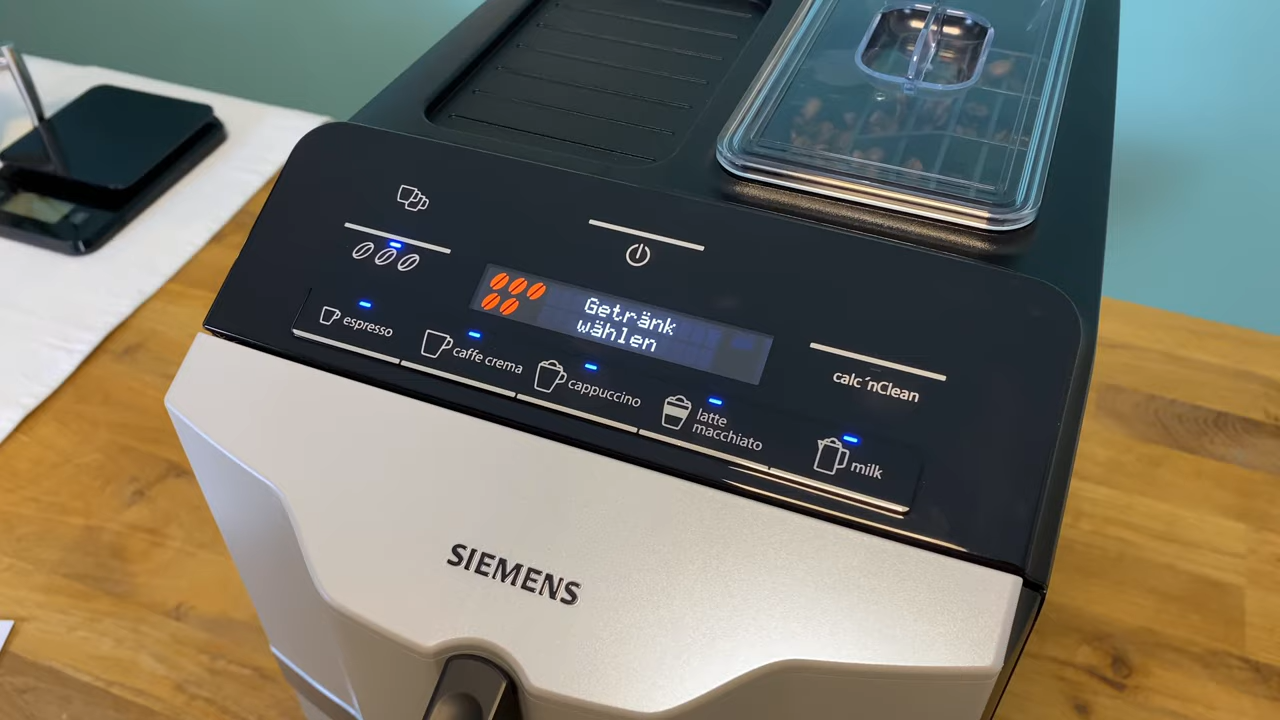 Getränk
wählen
espresso
caffe crema
cappuccino
latte
macchiato
milk
calc´nClean
SIEMENS